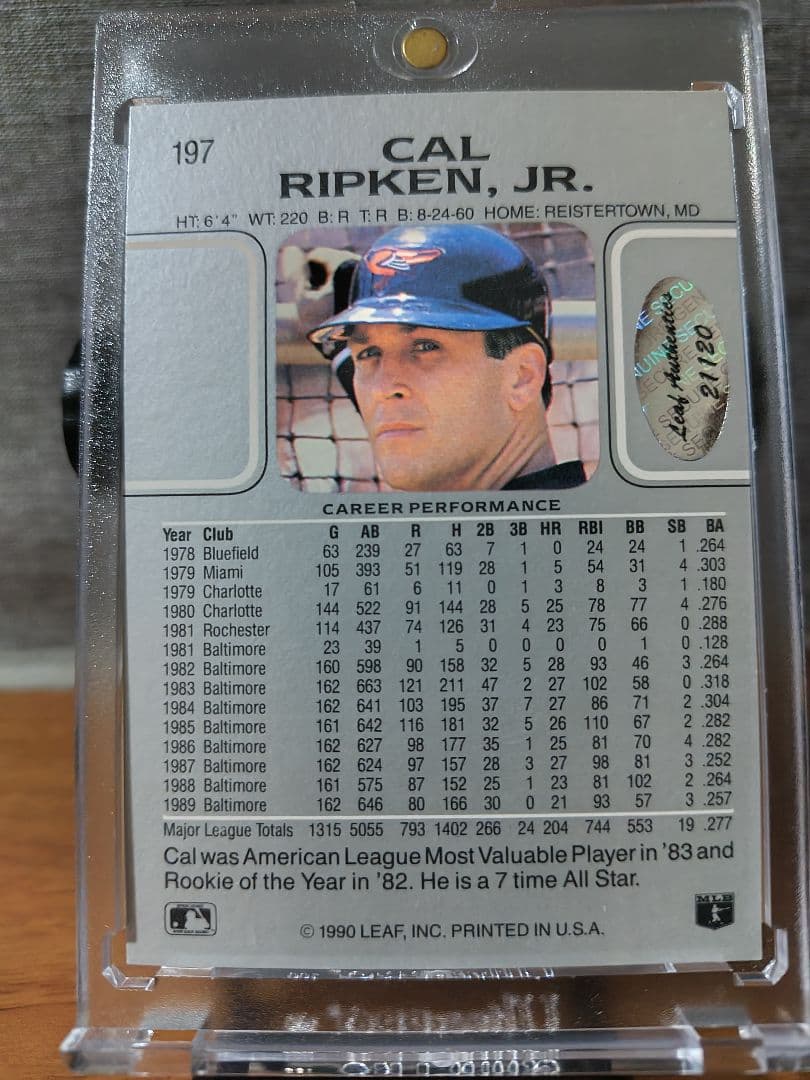 197
CAL
RIPKEN, JR.
HT: 6'4" WT: 220 B: R T: R B: 8-24-60 HOME: REISTERTOWN, MD
Leaf Authentics
21120
CAREER PERFORMANCE
Year Club G AB R H 2B 3B HR RBI BB SB BA
1978 Bluefield 63 239 27 63 7 1 0 24 24 1 .264
1979 Miami 105 393 51 119 28 1 5 54 31 4 .303
1979 Charlotte 17 61 6 11 0 1 3 8 3 1 .180
1980 Charlotte 144 522 91 144 28 5 25 78 77 4 .276
1981 Rochester 114 437 74 126 31 4 23 75 66 0 .288
1981 Baltimore 23 39 1 5 0 0 0 0 1 0 .128
1982 Baltimore 160 598 90 158 32 5 28 93 46 3 .264
1983 Baltimore 162 663 121 211 47 2 27 102 58 0 .318
1984 Baltimore 162 641 103 195 37 7 27 86 71 2 .304
1985 Baltimore 161 642 116 181 32 5 26 110 67 2 .282
1986 Baltimore 162 627 98 177 35 1 25 81 70 4 .282
1987 Baltimore 162 624 97 157 28 3 27 98 81 3 .252
1988 Baltimore 161 575 87 152 25 1 23 81 102 2 .264
1989 Baltimore 162 646 80 166 30 0 21 93 57 3 .257
Major League Totals 1315 5055 793 1402 266 24 204 744 553 19 .277
Cal was American League Most Valuable Player in '83 and
Rookie of the Year in '82. He is a 7 time All Star.
MLB
© 1990 LEAF, INC. PRINTED IN U.S.A.